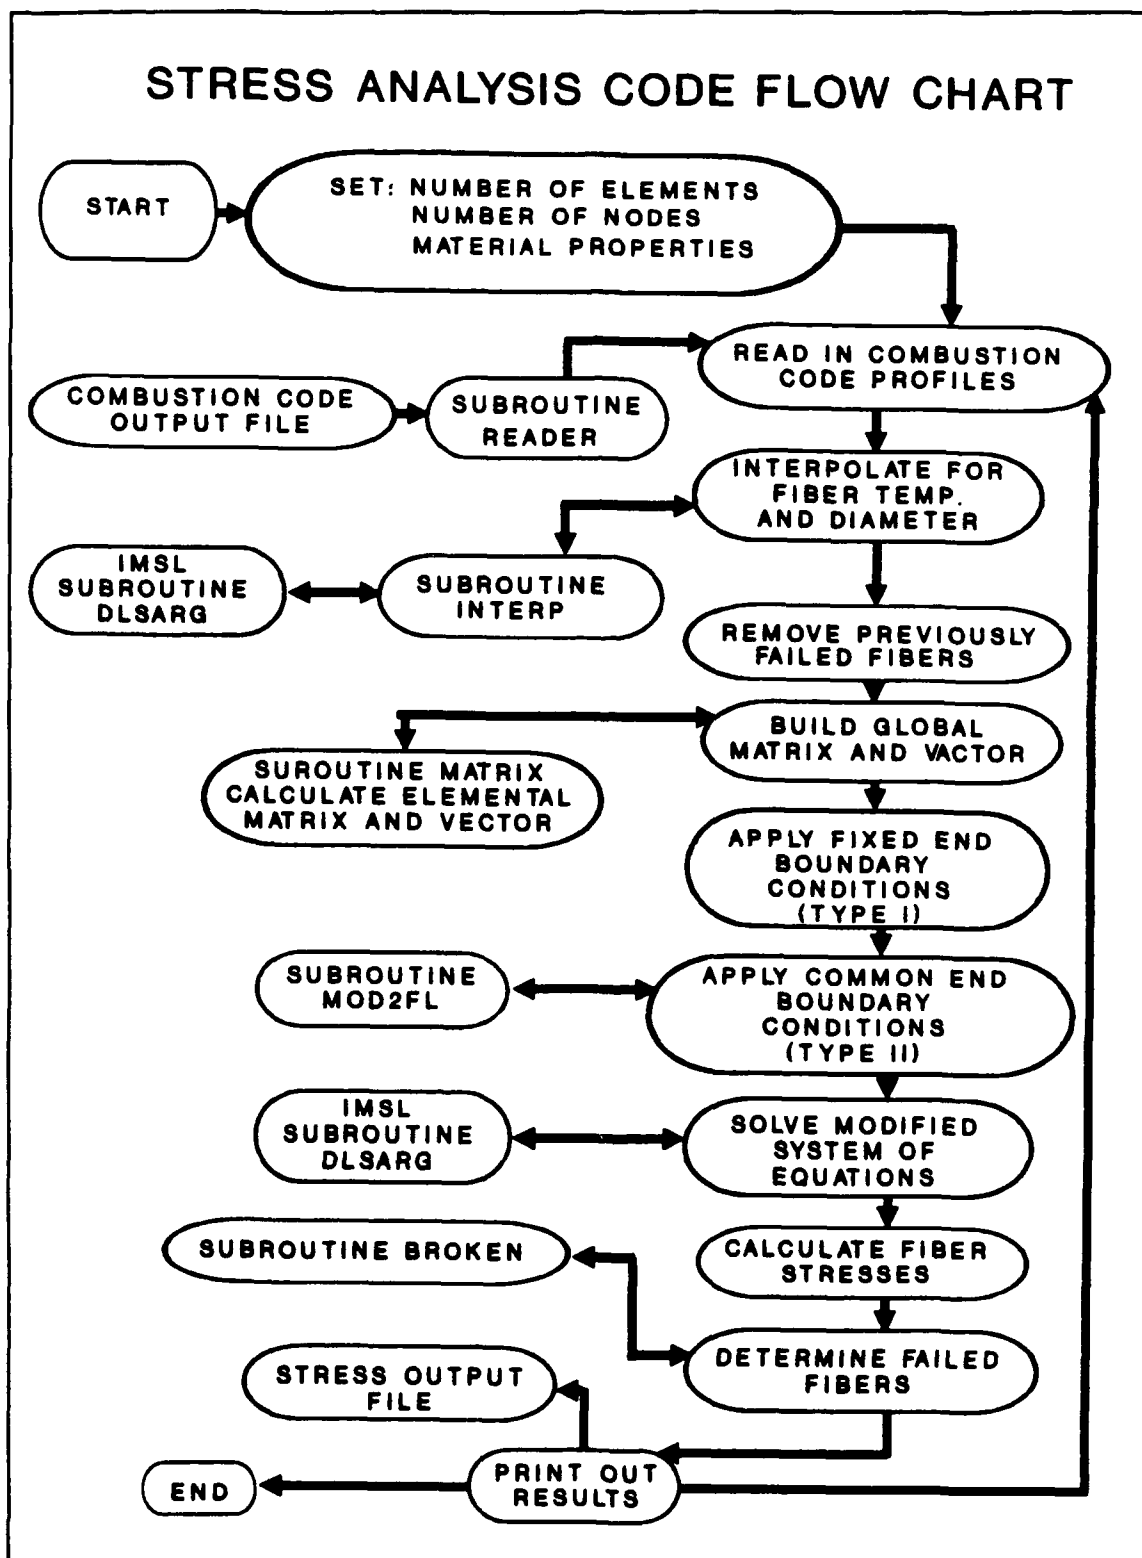 STRESS ANALYSIS CODE FLOW CHART
START
SET: NUMBER OF ELEMENTS
NUMBER OF NODES
MATERIAL PROPERTIES
READ IN COMBUSTION
CODE PROFILES
COMBUSTION CODE
OUTPUT FILE
SUBROUTINE
READER
INTERPOLATE FOR
FIBER TEMP.
AND DIAMETER
IMSL
SUBROUTINE
DLSARG
SUBROUTINE
INTERP
REMOVE PREVIOUSLY
FAILED FIBERS
BUILD GLOBAL
MATRIX AND VACTOR
SUROUTINE MATRIX
CALCULATE ELEMENTAL
MATRIX AND VECTOR
APPLY FIXED END
BOUNDARY
CONDITIONS
(TYPE I)
SUBROUTINE
MOD2FL
APPLY COMMON END
BOUNDARY
CONDITIONS
(TYPE II)
IMSL
SUBROUTINE
DLSARG
SOLVE MODIFIED
SYSTEM OF
EQUATIONS
SUBROUTINE BROKEN
CALCULATE FIBER
STRESSES
DETERMINE FAILED
FIBERS
STRESS OUTPUT
FILE
PRINT OUT
RESULTS
END